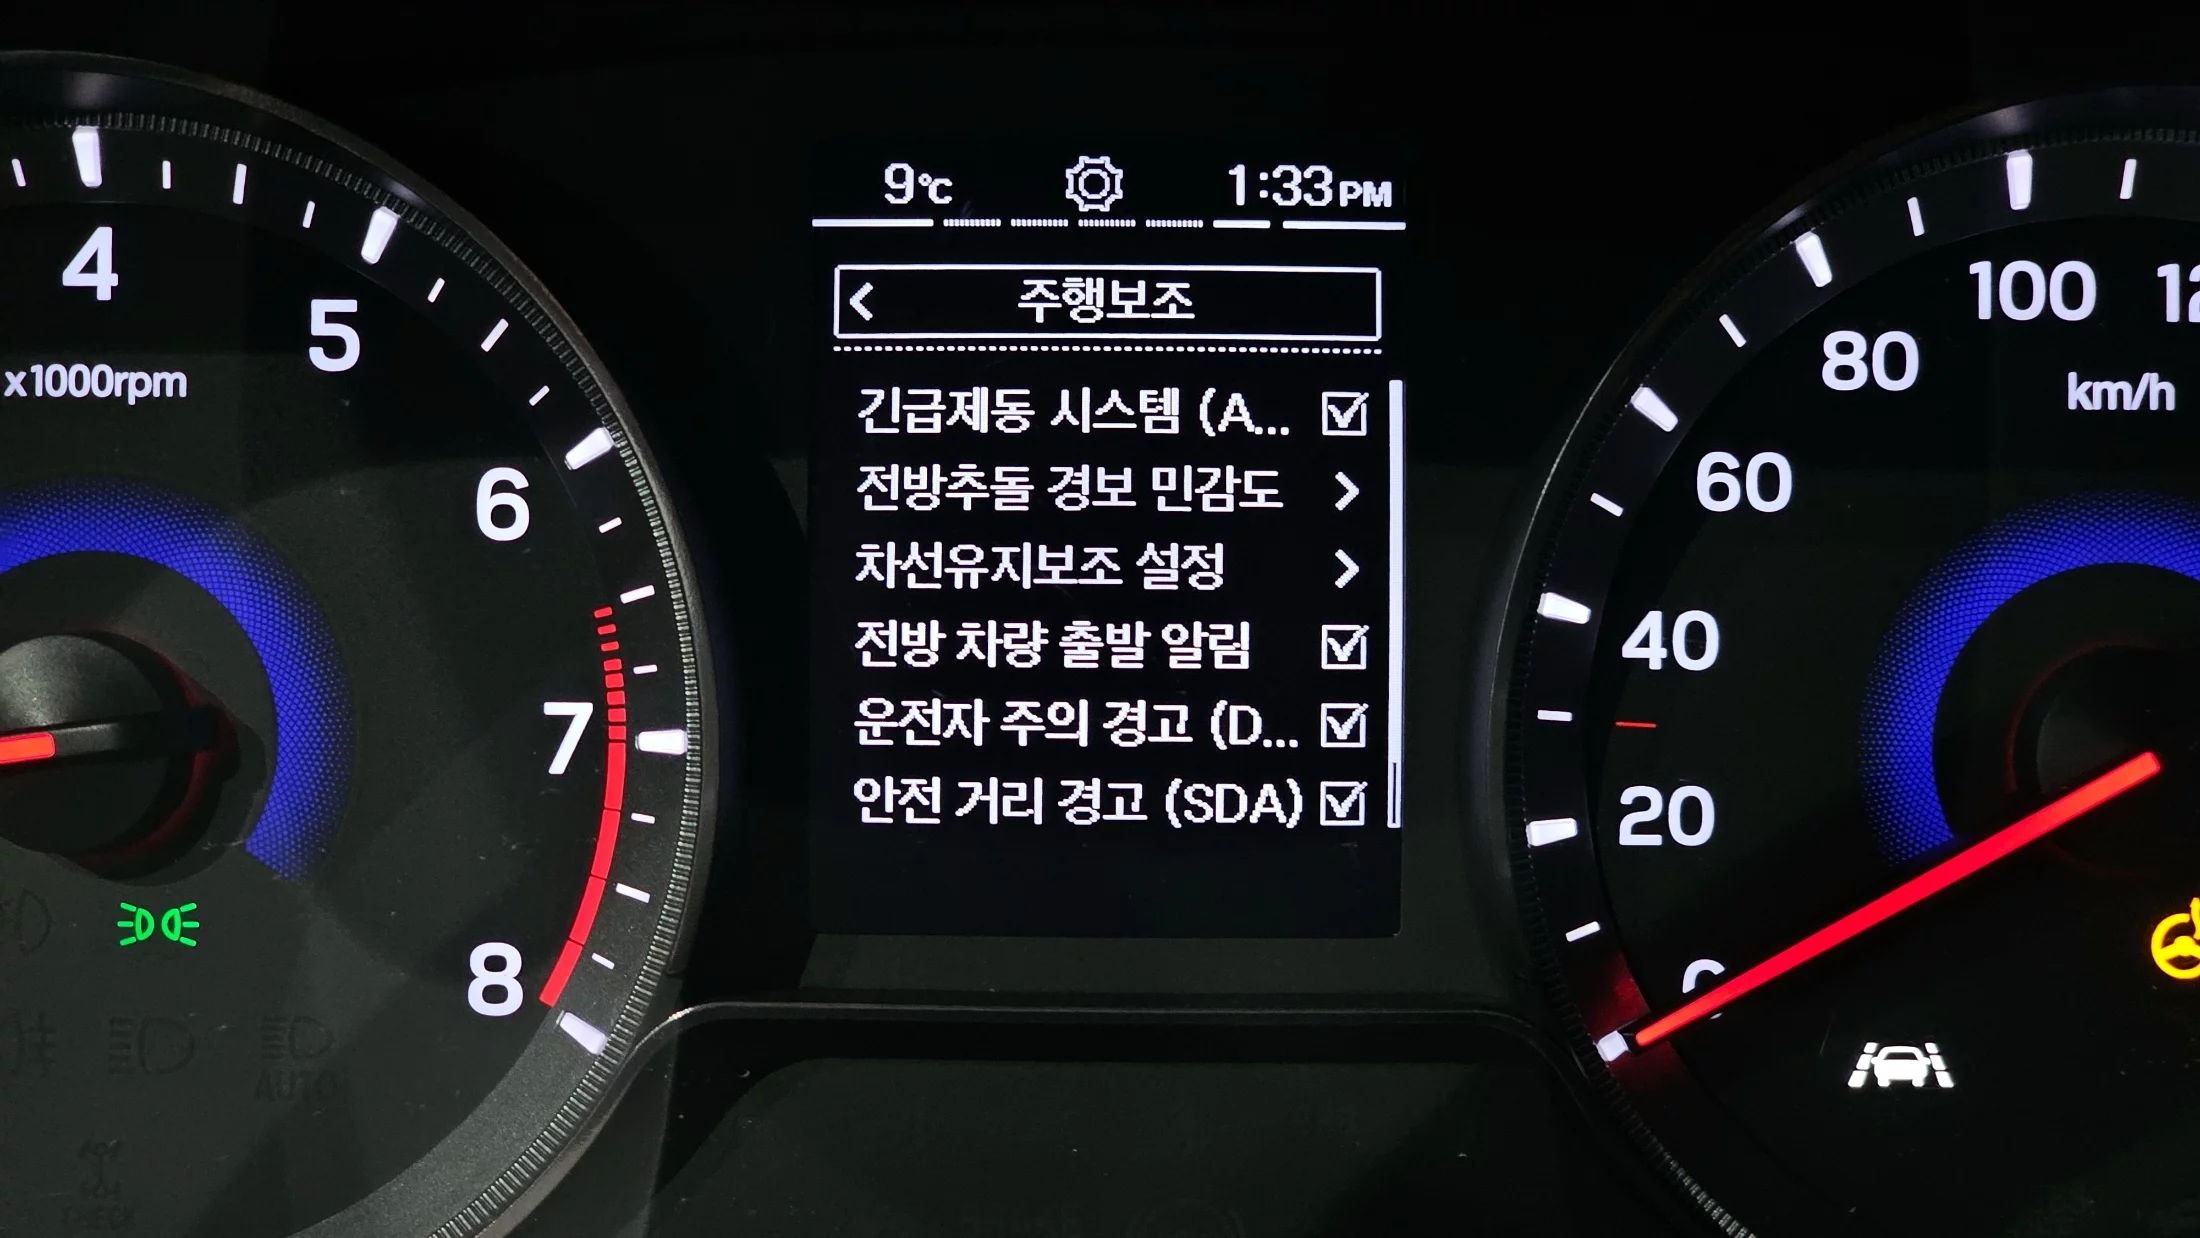 9℃ 1:33PM
주행보조
긴급제동 시스템 (A...
전방추돌 경보 민감도
차선유지보조 설정
전방 차량 출발 알림
운전자 주의 경고 (D...
안전 거리 경고 (SDA)
4
5
x1000rpm
6
7
8
AUTO
CHECK
100
80
km/h
60
40
20
0